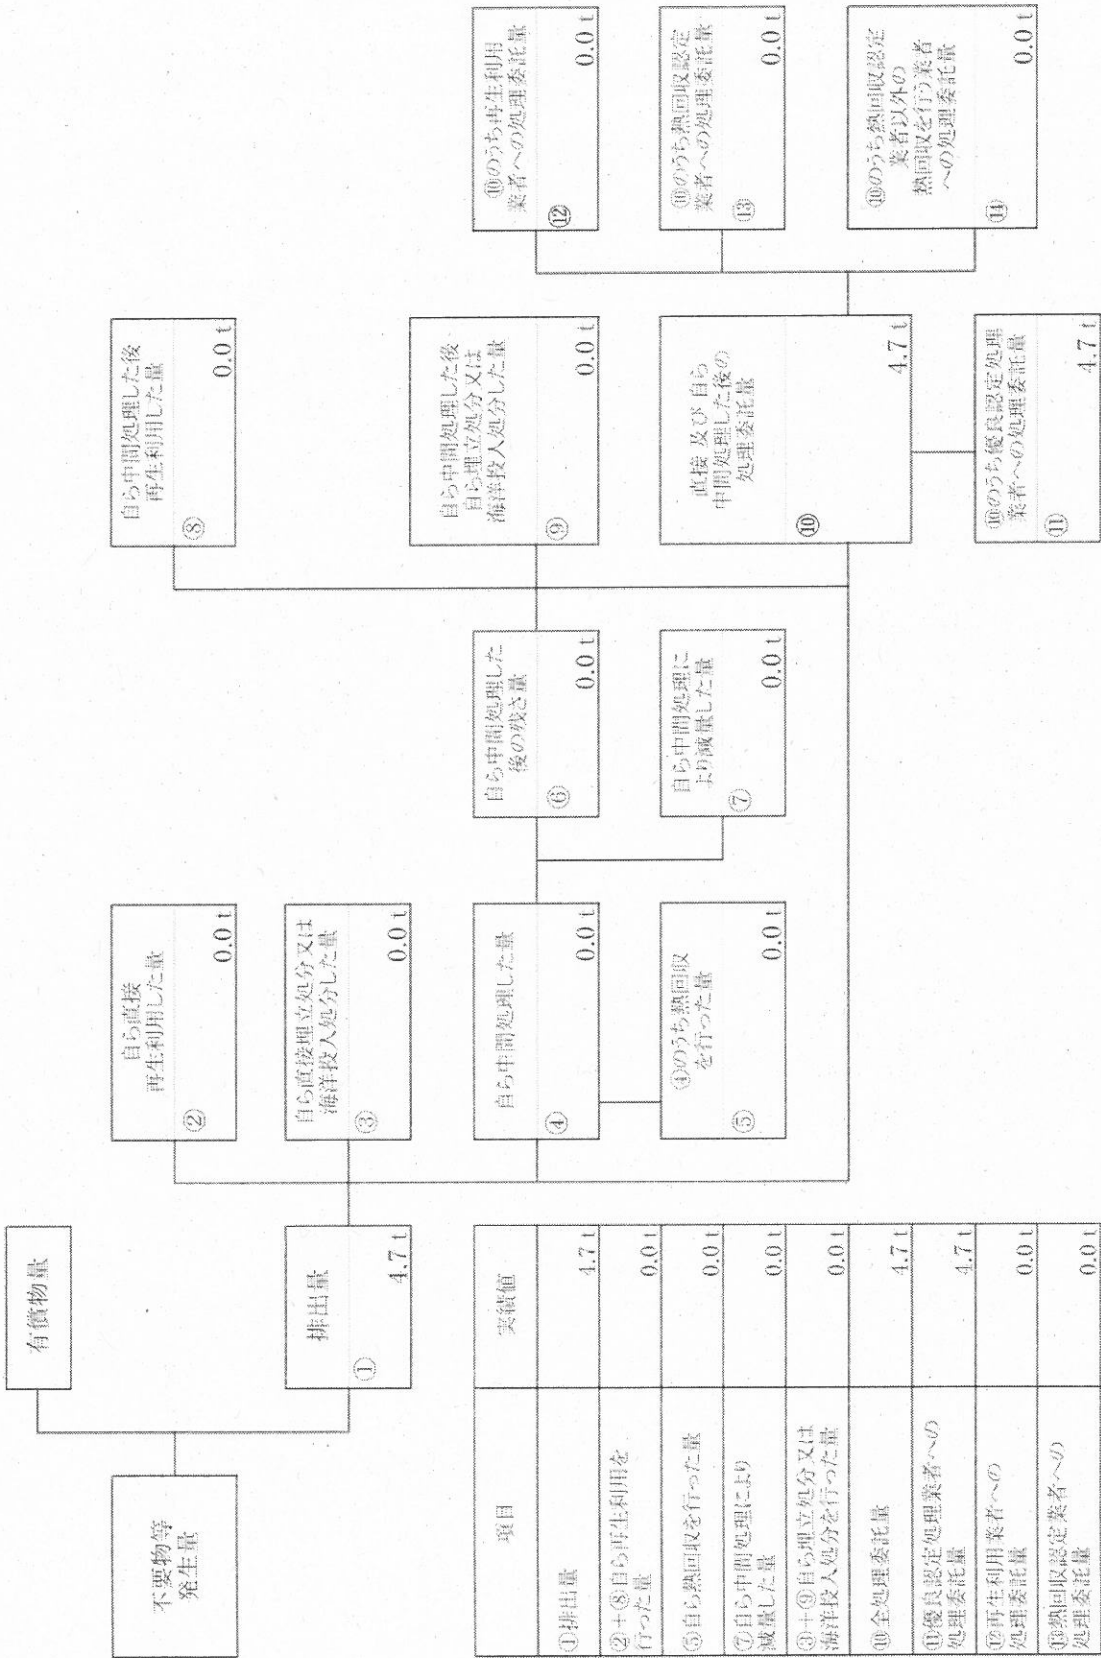 不要物等
発生量
有償物量
排出量
①
4.7 t
自ら直接
再生利用した量
②
0.0 t
自ら直接埋立処分又は
海洋投入処分した量
③
0.0 t
自ら中間処理した量
④
0.0 t
④のうち熱回収
を行った量
⑤
0.0 t
自ら中間処理した
後の残さ量
⑥
0.0 t
自ら中間処理に
より減量した量
⑦
0.0 t
自ら中間処理した後
再生利用した量
⑧
0.0 t
自ら中間処理した後
自ら埋立処分又は
海洋投入処分した量
⑨
0.0 t
直接 及び 自ら
中間処理した後の
処理委託量
⑩
4.7 t
⑩のうち優良認定処理
業者への処理委託量
⑪
4.7 t
⑩のうち再生利用
業者への処理委託量
⑫
0.0 t
⑩のうち熱回収認定
業者への処理委託量
⑬
0.0 t
⑩のうち熱回収認定
業者以外の
熱回収を行う業者
への処理委託量
⑭
0.0 t
項目 実績値
①排出量 4.7 t
②+⑧自ら再生利用を
行った量 0.0 t
⑤自ら熱回収を行った量 0.0 t
⑦自ら中間処理により
減量した量 0.0 t
③+⑨自ら埋立処分又は
海洋投入処分を行った量 0.0 t
⑩全処理委託量 4.7 t
⑪優良認定処理業者への
処理委託量 4.7 t
⑫再生利用業者への
処理委託量 0.0 t
⑬熱回収認定業者への
処理委託量 0.0 t